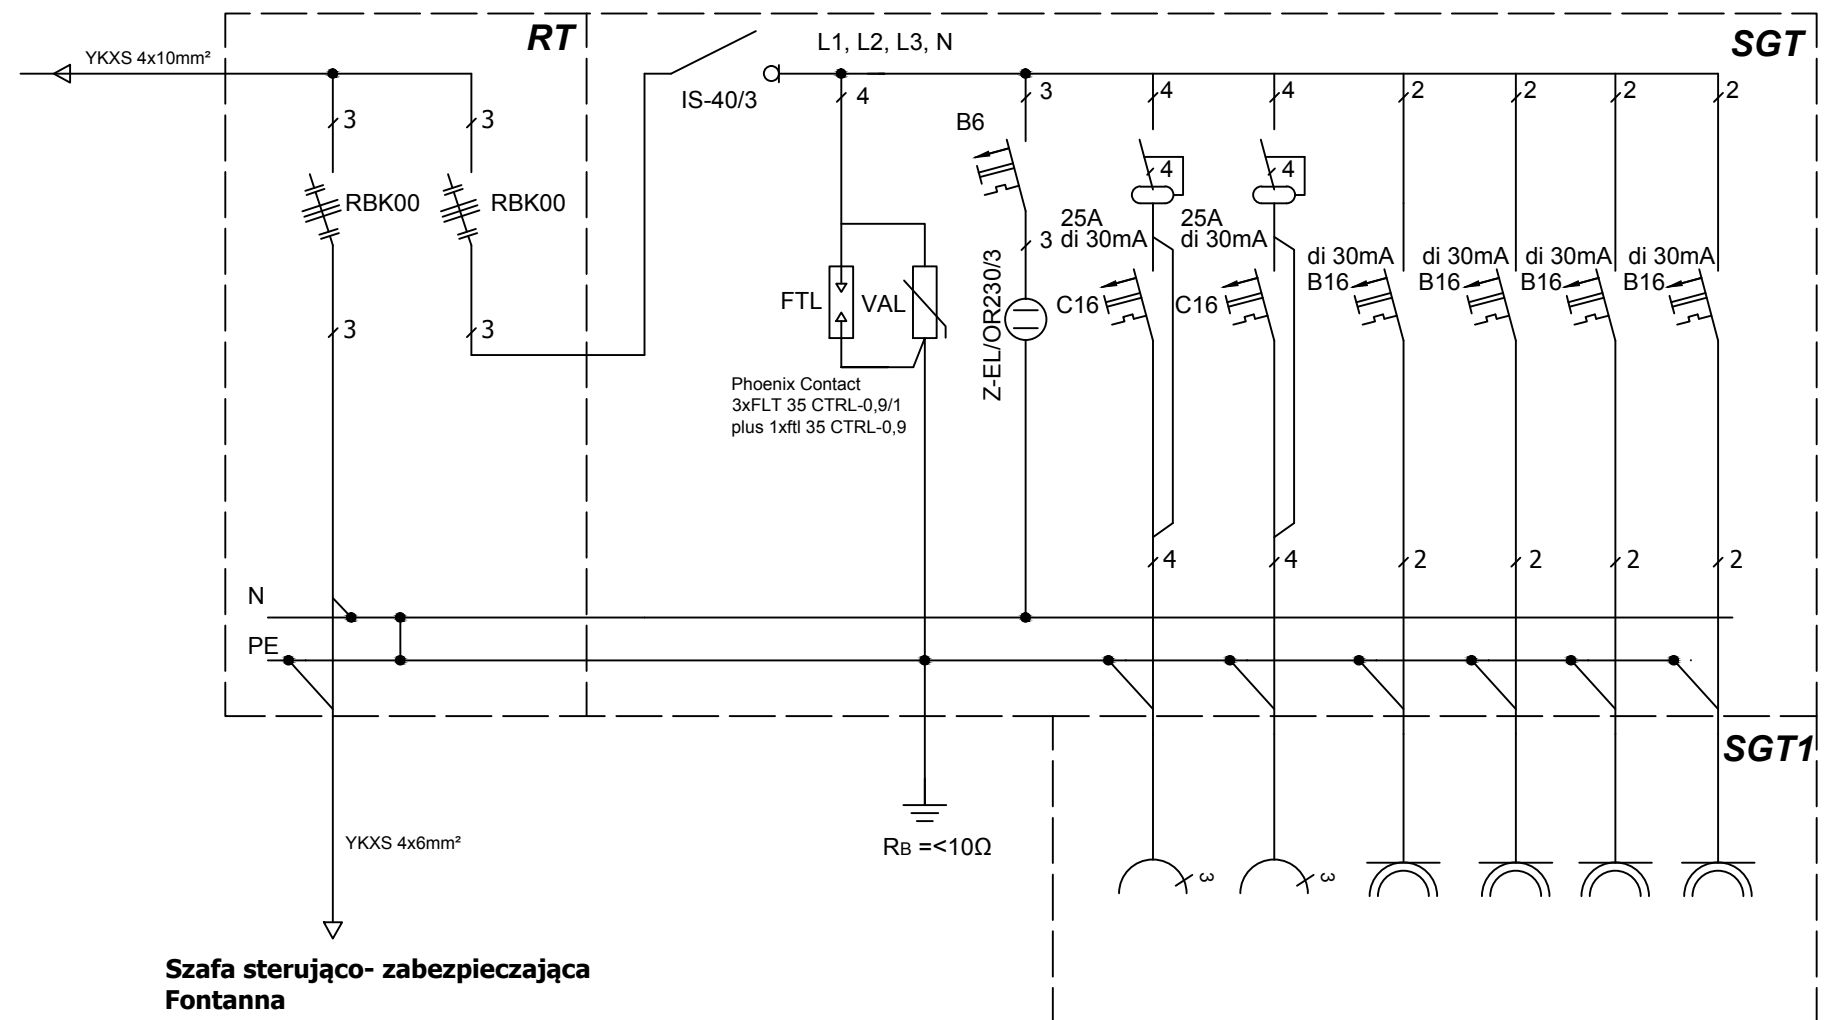 RT
SGT
YKXS 4x10mm²
L1, L2, L3, N
IS-40/3
4
3
4
4
2
2
2
2
3
3
B6
4
4
RBK00
RBK00
25A
di 30mA
25A
di 30mA
3
Z-EL/OR230/3
di 30mA
B16
di 30mA
B16
di 30mA
B16
di 30mA
B16
FTL
VAL
C16
C16
3
3
Phoenix Contact
3xFLT 35 CTRL-0,9/1
plus 1xftl 35 CTRL-0,9
4
4
2
2
2
2
N
PE
SGT1
YKXS 4x6mm²
RB =<10Ω
3
3
Szafa sterująco- zabezpieczająca
Fontanna